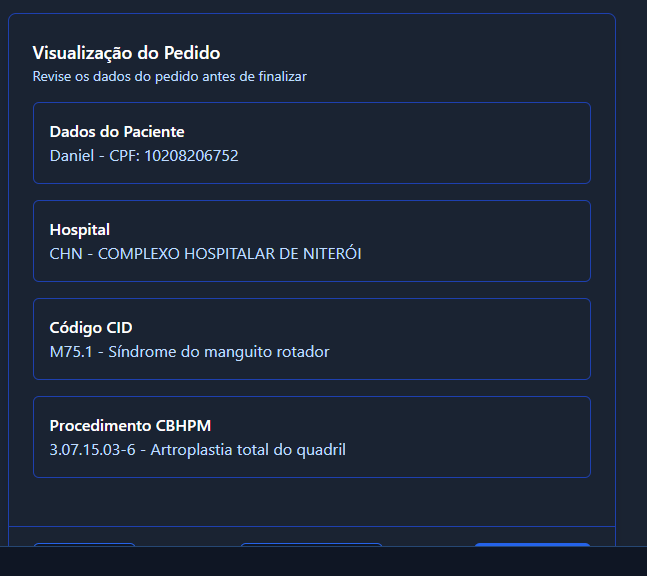 Visualização do Pedido
Revise os dados do pedido antes de finalizar
Dados do Paciente
Daniel - CPF: 10208206752
Hospital
CHN - COMPLEXO HOSPITALAR DE NITERÓI
Código CID
M75.1 - Síndrome do manguito rotador
Procedimento CBHPM
3.07.15.03-6 - Artroplastia total do quadril